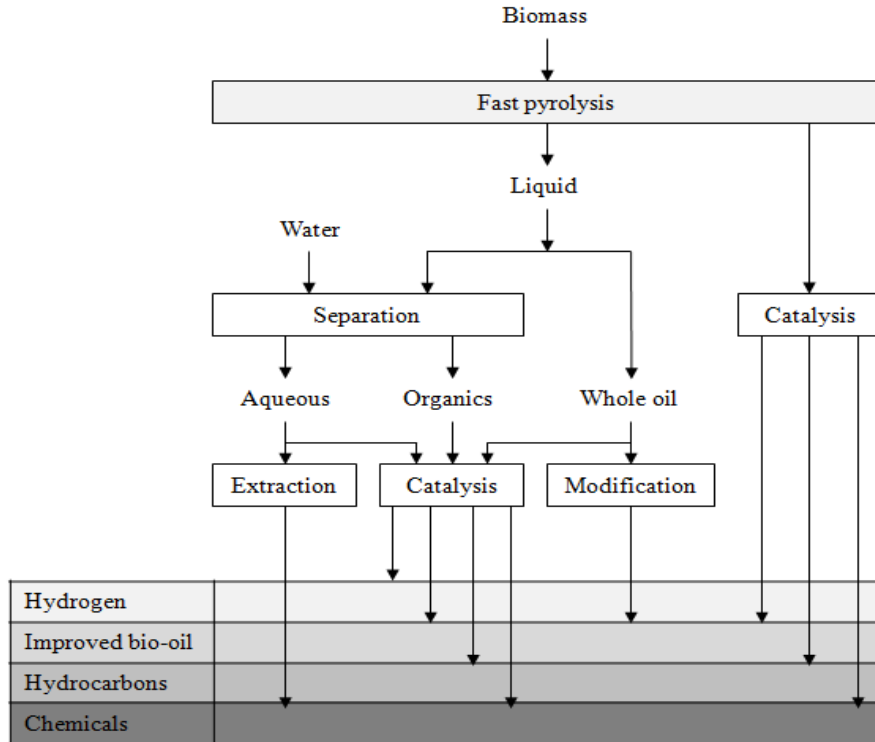 Biomass
Fast pyrolysis
Liquid
Water
Separation
Catalysis
Aqueous
Organics
Whole oil
Extraction
Catalysis
Modification
Hydrogen
Improved bio-oil
Hydrocarbons
Chemicals